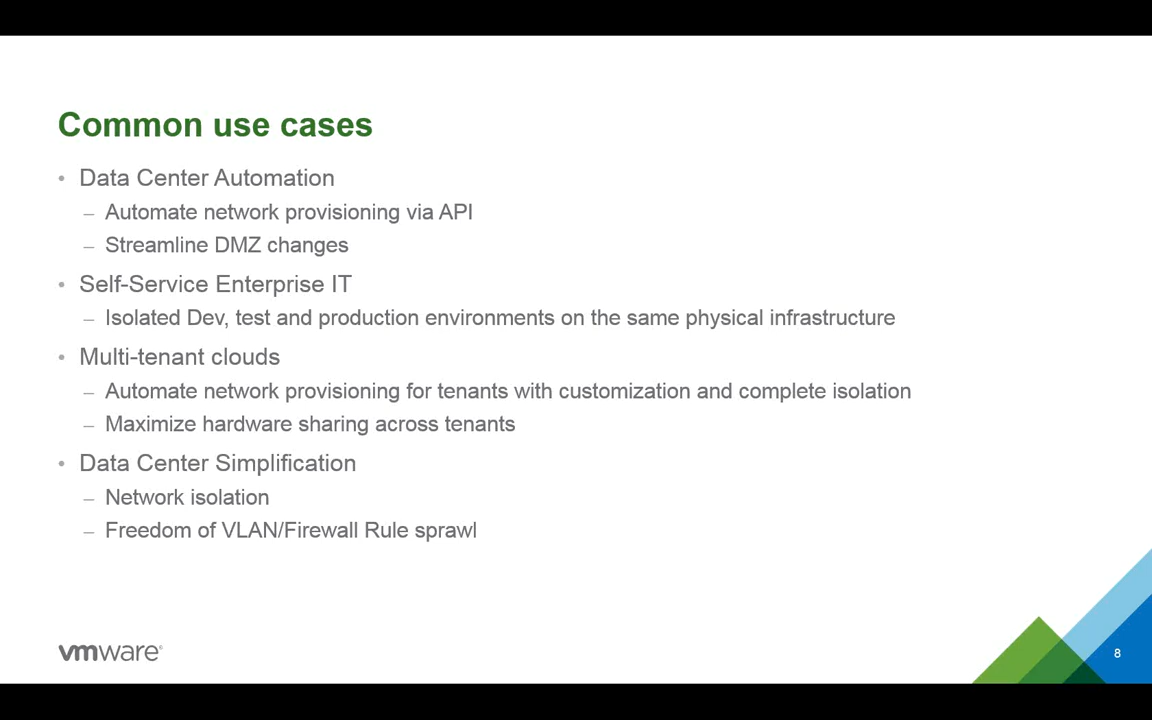 Common use cases
• Data Center Automation
– Automate network provisioning via API
– Streamline DMZ changes
• Self-Service Enterprise IT
– Isolated Dev, test and production environments on the same physical infrastructure
• Multi-tenant clouds
– Automate network provisioning for tenants with customization and complete isolation
– Maximize hardware sharing across tenants
• Data Center Simplification
– Network isolation
– Freedom of VLAN/Firewall Rule sprawl
vmware®
8